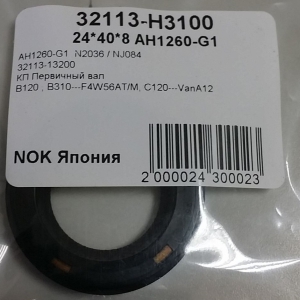 32113-H3100
24*40*8 AH1260-G1
AH1260-G1 N2036 / NJ084
32113-13200
КП Первичный вал
B120 , B310---F4W56AT/M, C120---VanA12
NOK Япония
2 000024 300023